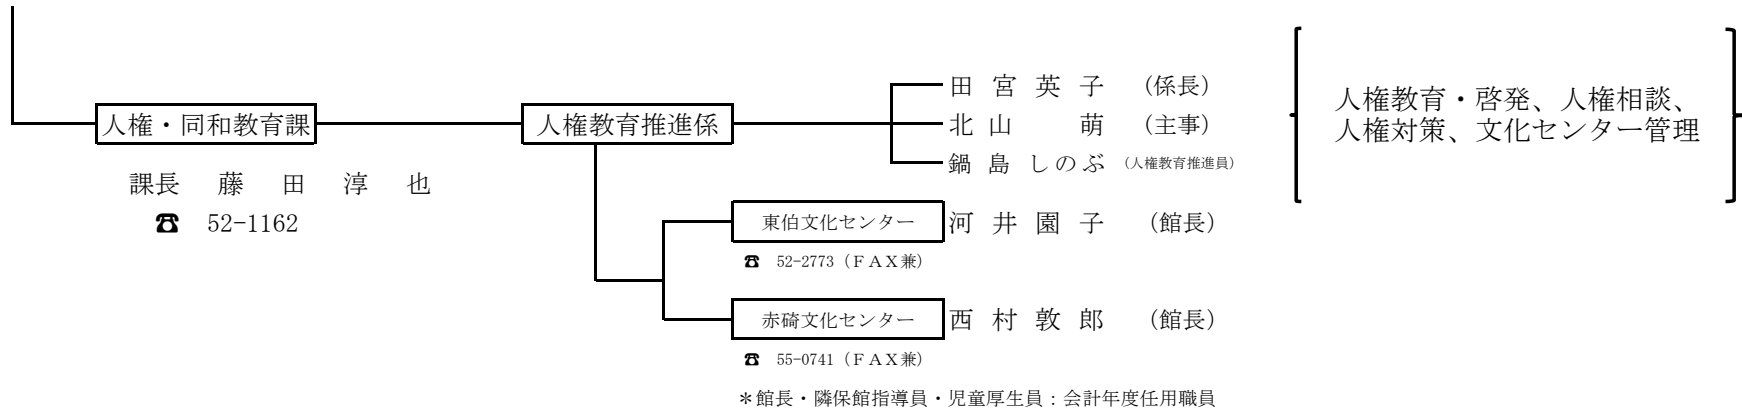 人権・同和教育課
課長 藤田淳也
☎ 52-1162
人権教育推進係
田宮英子 （係長）
北山 萌 （主事）
鍋島しのぶ （人権教育推進員）
東伯文化センター 河井園子 （館長）
☎ 52-2773（ＦＡＸ兼）
赤碕文化センター 西村敦郎 （館長）
☎ 55-0741（ＦＡＸ兼）
＊館長・隣保館指導員・児童厚生員：会計年度任用職員
人権教育・啓発、人権相談、
人権対策、文化センター管理